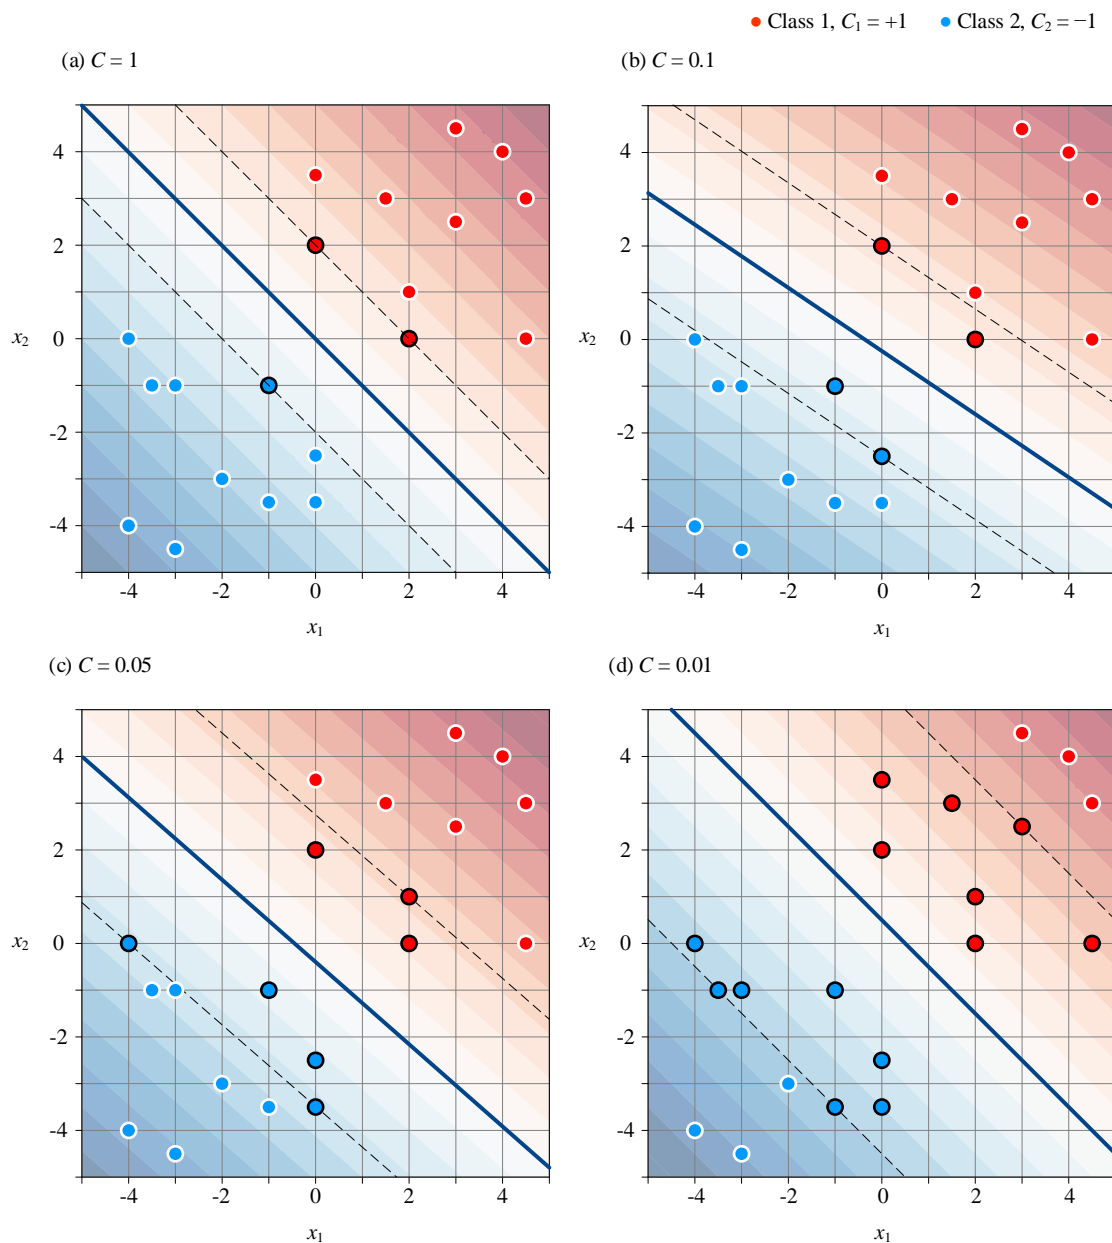 Class 1, C1 = +1 Class 2, C2 = −1
(a) C = 1 (b) C = 0.1
4 4
2 2
x2 0 x2 0
-2 -2
-4 -4
-4 -2 0 2 4 -4 -2 0 2 4
x1 x1
(c) C = 0.05 (d) C = 0.01
4 4
2 2
x2 0 x2 0
-2 -2
-4 -4
-4 -2 0 2 4 -4 -2 0 2 4
x1 x1